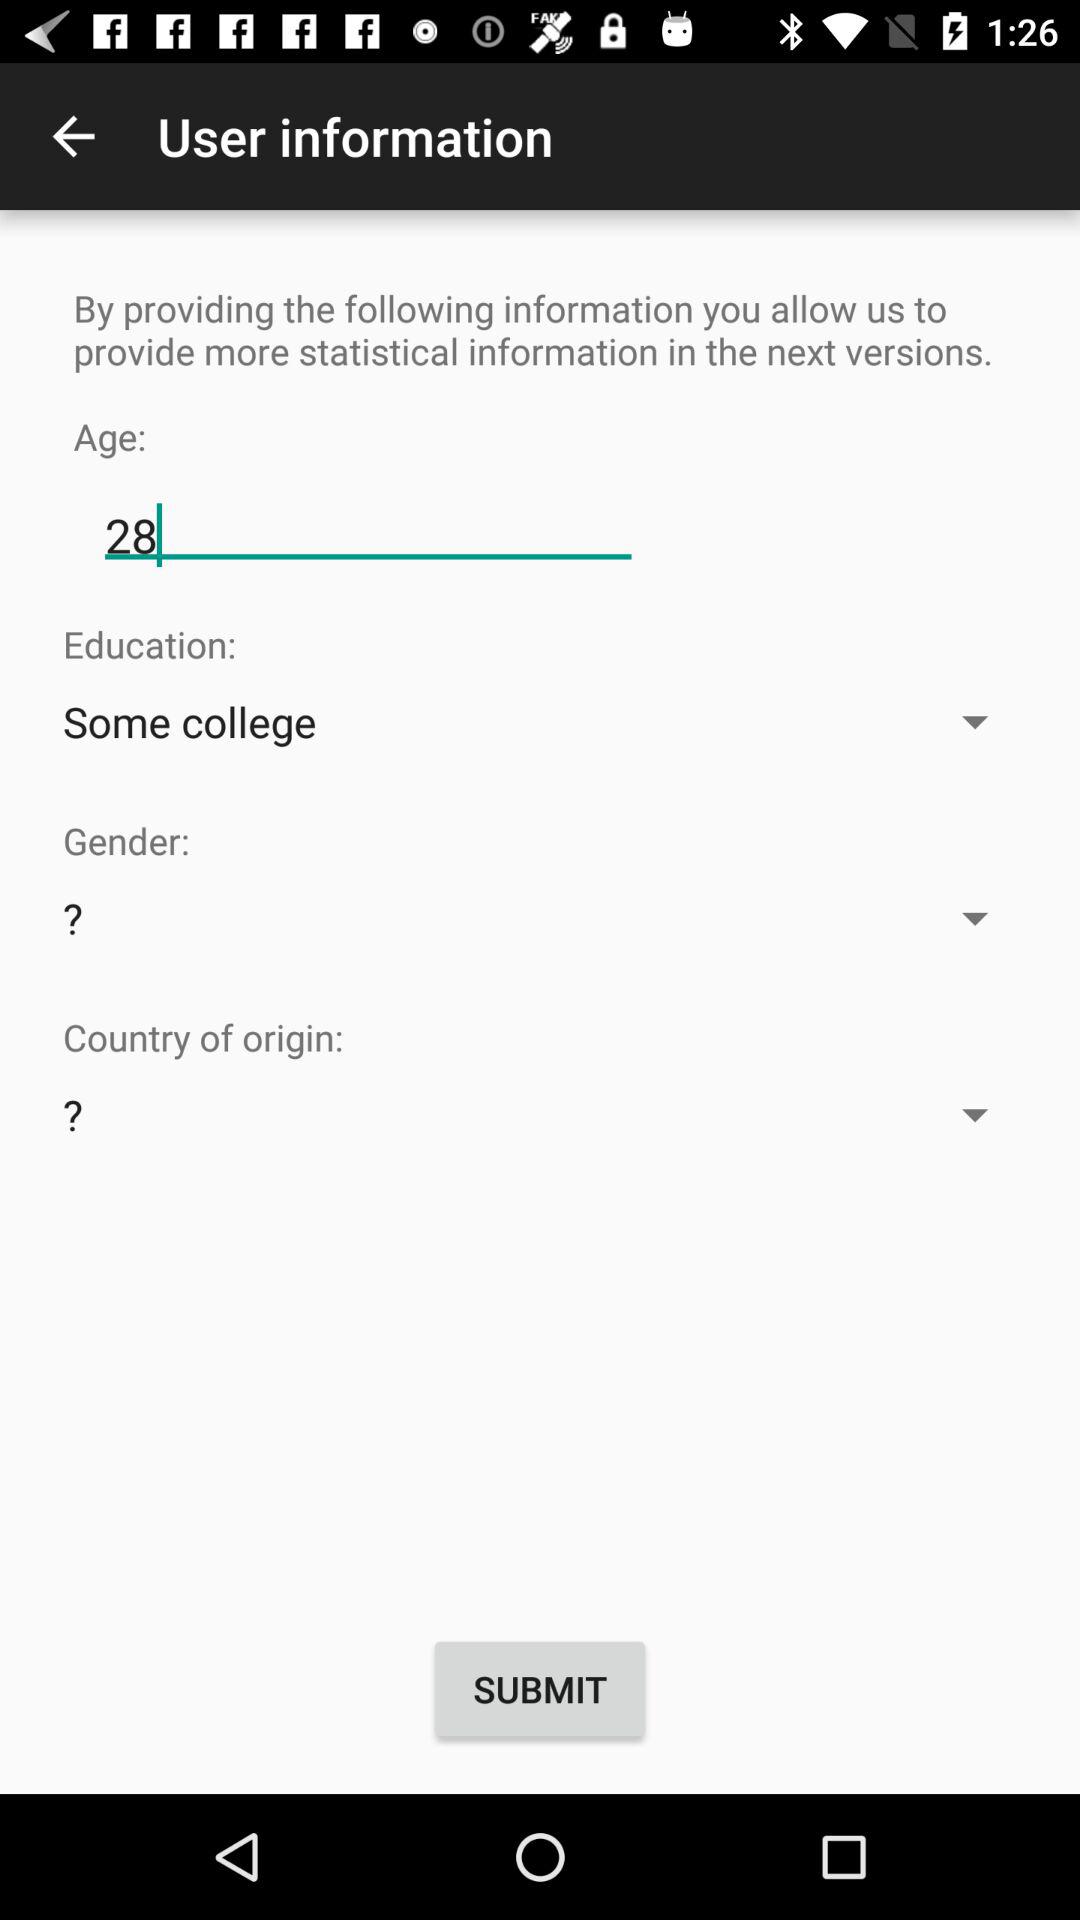 FAKE
1:26
User information
By providing the following information you allow us to
provide more statistical information in the next versions.
Age:
28
Education:
Some college
Gender:
?
Country of origin:
?
SUBMIT